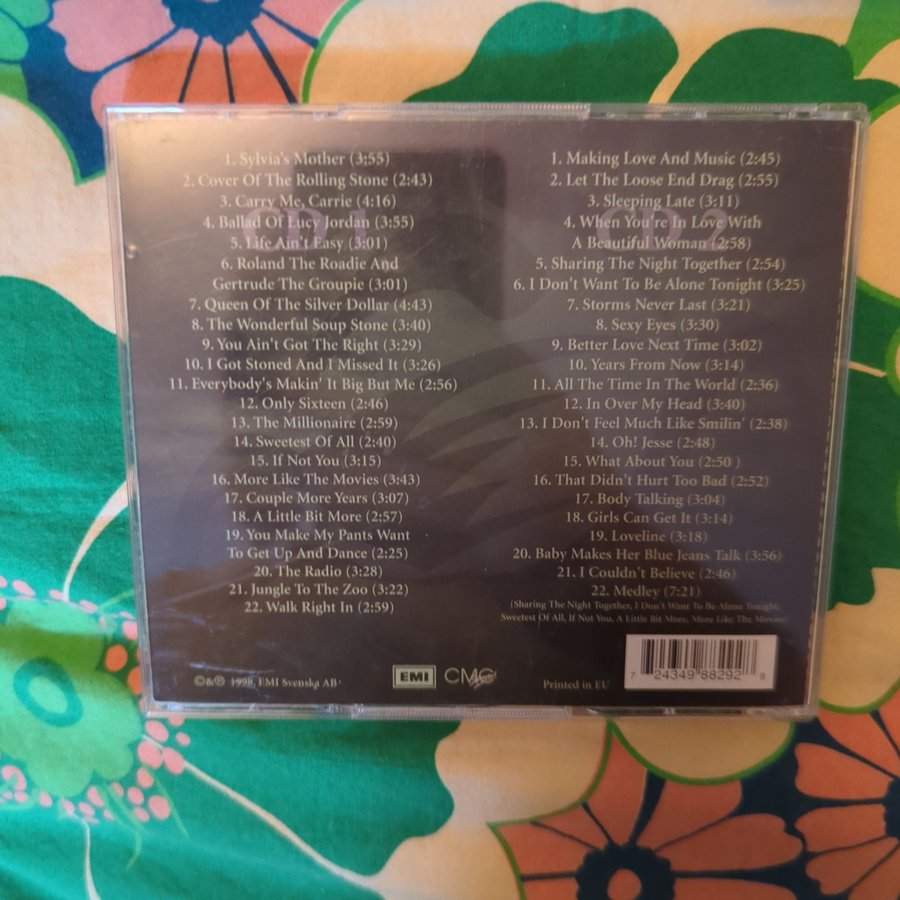 CD 1
1. Sylvia's Mother (3:55)
2. Cover Of The Rolling Stone (2:43)
3. Carry Me, Carrie (4:16)
4. Ballad Of Lucy Jordan (3:55)
5. Life Ain't Easy (3:01)
6. Roland The Roadie And
Gertrude The Groupie (3:01)
7. Queen Of The Silver Dollar (4:43)
8. The Wonderful Soup Stone (3:40)
9. You Ain't Got The Right (3:29)
10. I Got Stoned And I Missed It (3:26)
11. Everybody's Makin' It Big But Me (2:56)
12. Only Sixteen (2:46)
13. The Millionaire (2:59)
14. Sweetest Of All (2:40)
15. If Not You (3:15)
16. More Like The Movies (3:43)
17. Couple More Years (3:07)
18. A Little Bit More (2:57)
19. You Make My Pants Want
To Get Up And Dance (2:25)
20. The Radio (3:28)
21. Jungle To The Zoo (3:22)
22. Walk Right In (2:59)
CD 2
1. Making Love And Music (2:45)
2. Let The Loose End Drag (2:55)
3. Sleeping Late (3:11)
4. When You're In Love With
A Beautiful Woman (2:58)
5. Sharing The Night Together (2:54)
6. I Don't Want To Be Alone Tonight (3:25)
7. Storms Never Last (3:21)
8. Sexy Eyes (3:30)
9. Better Love Next Time (3:02)
10. Years From Now (3:14)
11. All The Time In The World (2:36)
12. In Over My Head (3:40)
13. I Don't Feel Much Like Smilin' (2:38)
14. Oh! Jesse (2:48)
15. What About You (2:50 )
16. That Didn't Hurt Too Bad (2:52)
17. Body Talking (3:04)
18. Girls Can Get It (3:14)
19. Loveline (3:18)
20. Baby Makes Her Blue Jeans Talk (3:56)
21. I Couldn't Believe (2:46)
22. Medley (7:21)
(Sharing The Night Together, I Don't Want To Be Alone Tonight,
Sweetest Of All, If Not You, A Little Bit More, More Like The Movies)
©&℗ 1998 EMI Svenska AB
EMI
CMC
Printed in EU
7 24349 88292 8